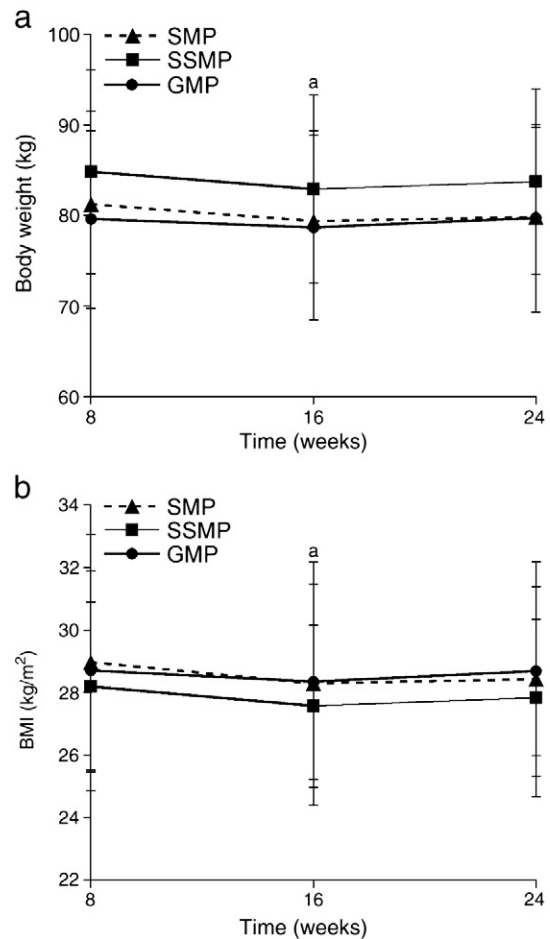 a
100
90
80
70
60
Body weight (kg)
SMP
SSMP
GMP
a
8
16
24
Time (weeks)
b
34
32
30
28
26
24
22
BMI (kg/m²)
SMP
SSMP
GMP
a
8
16
24
Time (weeks)